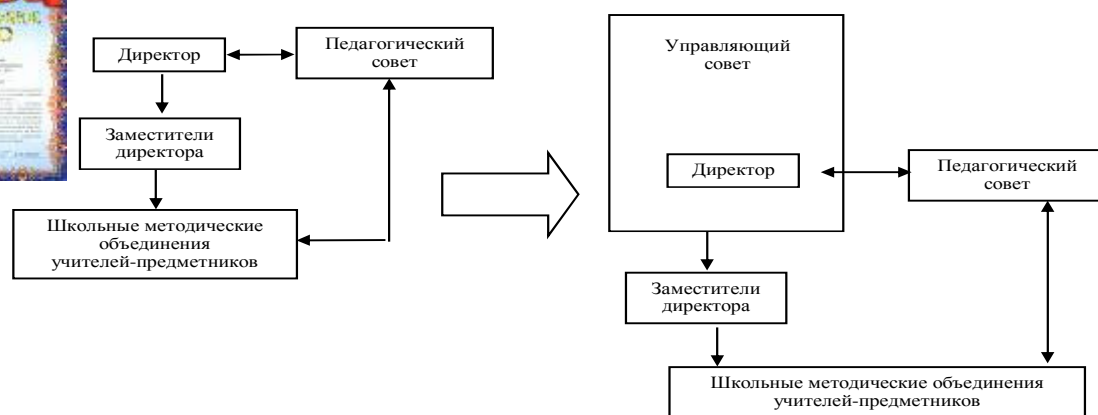 Директор
Педагогический
совет
Заместители
директора
Школьные методические
объединения
учителей-предметников
Управляющий
совет
Директор
Педагогический
совет
Заместители
директора
Школьные методические объединения
учителей-предметников